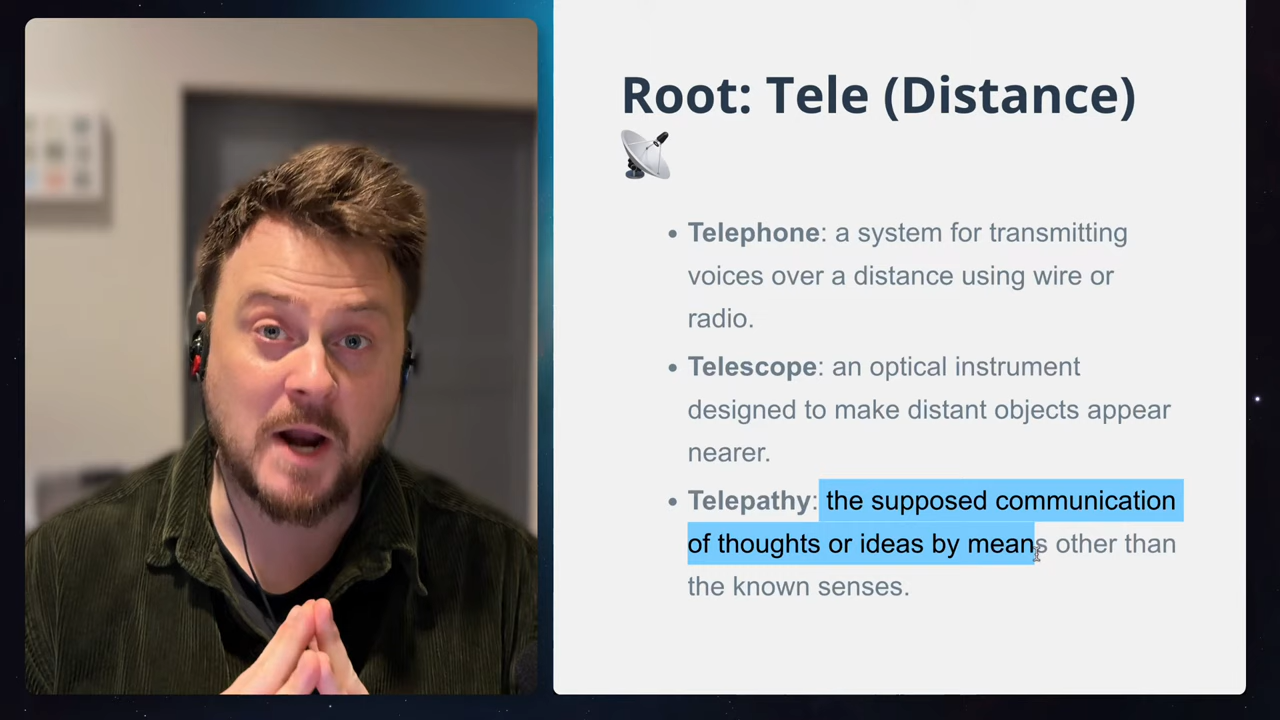 Root: Tele (Distance)
• Telephone: a system for transmitting
voices over a distance using wire or
radio.
• Telescope: an optical instrument
designed to make distant objects appear
nearer.
• Telepathy: the supposed communication
of thoughts or ideas by means other than
the known senses.